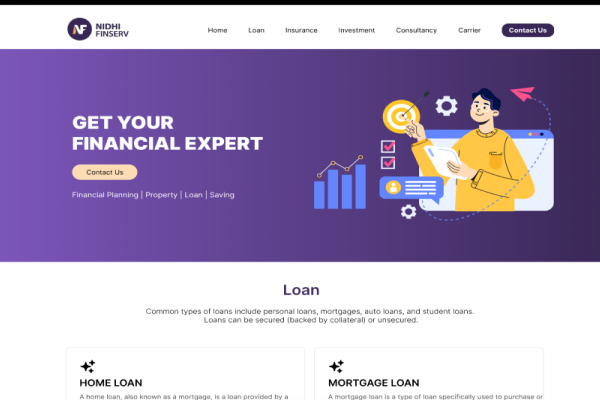 NIDHI
FINSERV
Home
Loan
Insurance
Investment
Consultancy
Carrier
Contact Us
GET YOUR
FINANCIAL EXPERT
Contact Us
Financial Planning | Property | Loan | Saving
Loan
Common types of loans include personal loans, mortgages, auto loans, and student loans.
Loans can be secured (backed by collateral) or unsecured.
HOME LOAN
A home loan, also known as a mortgage, is a loan provided by a
MORTGAGE LOAN
A mortgage loan is a type of loan specifically used to purchase or